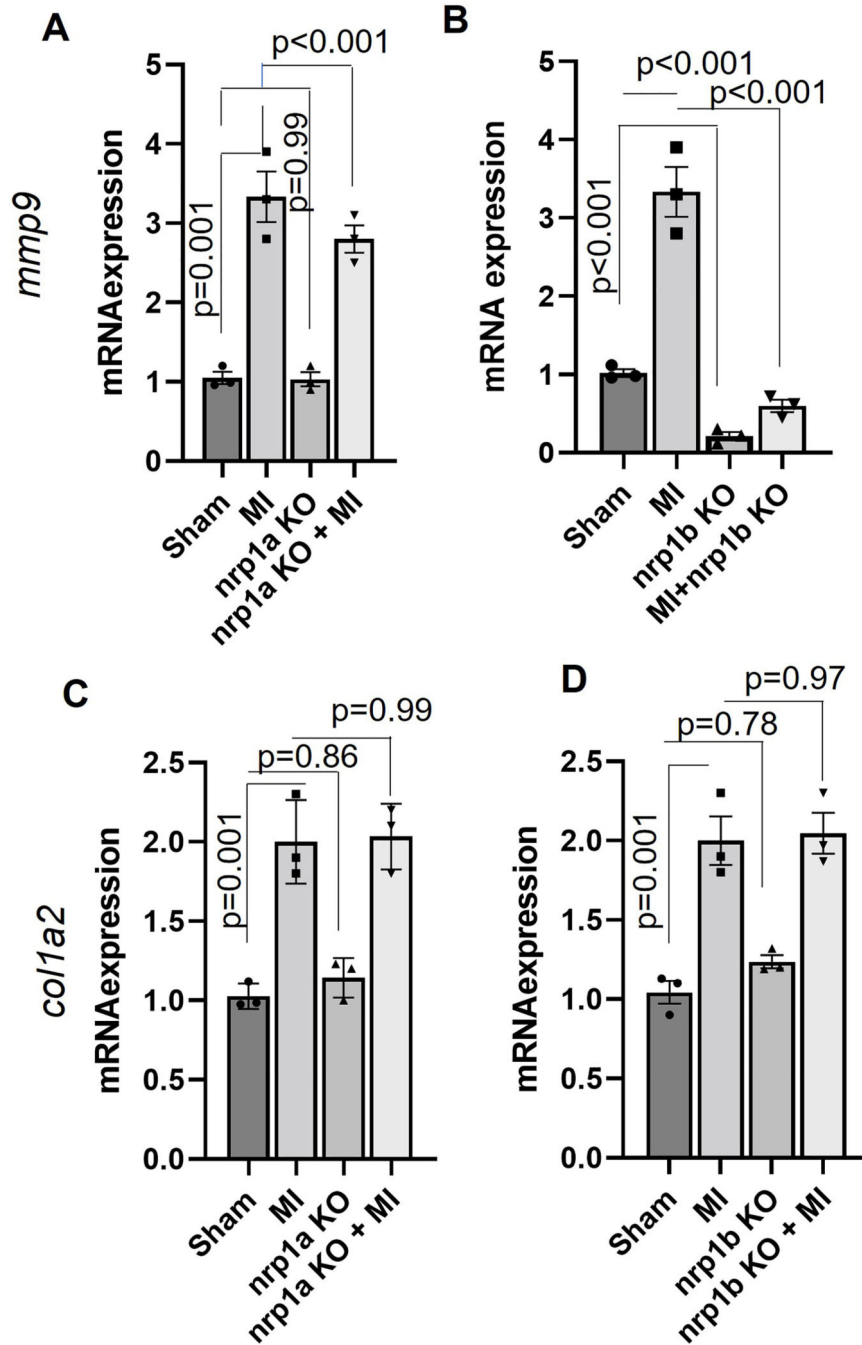 A
p<0.001
5
4
3
2
1
0
mmp9
mRNAexpression
p=0.001
p=0.99
Sham
MI
nrp1a KO
nrp1a KO + MI
B
p<0.001
p<0.001
5
4
3
2
1
0
mRNA expression
p<0.001
Sham
MI
nrp1b KO
MI+nrp1b KO
C
p=0.99
p=0.86
2.5
2.0
1.5
1.0
0.5
0.0
col1a2
mRNAexpression
p=0.001
Sham
MI
nrp1a KO
nrp1a KO + MI
D
p=0.97
p=0.78
2.5
2.0
1.5
1.0
0.5
0.0
mRNAexpression
p=0.001
Sham
MI
nrp1b KO
nrp1b KO + MI